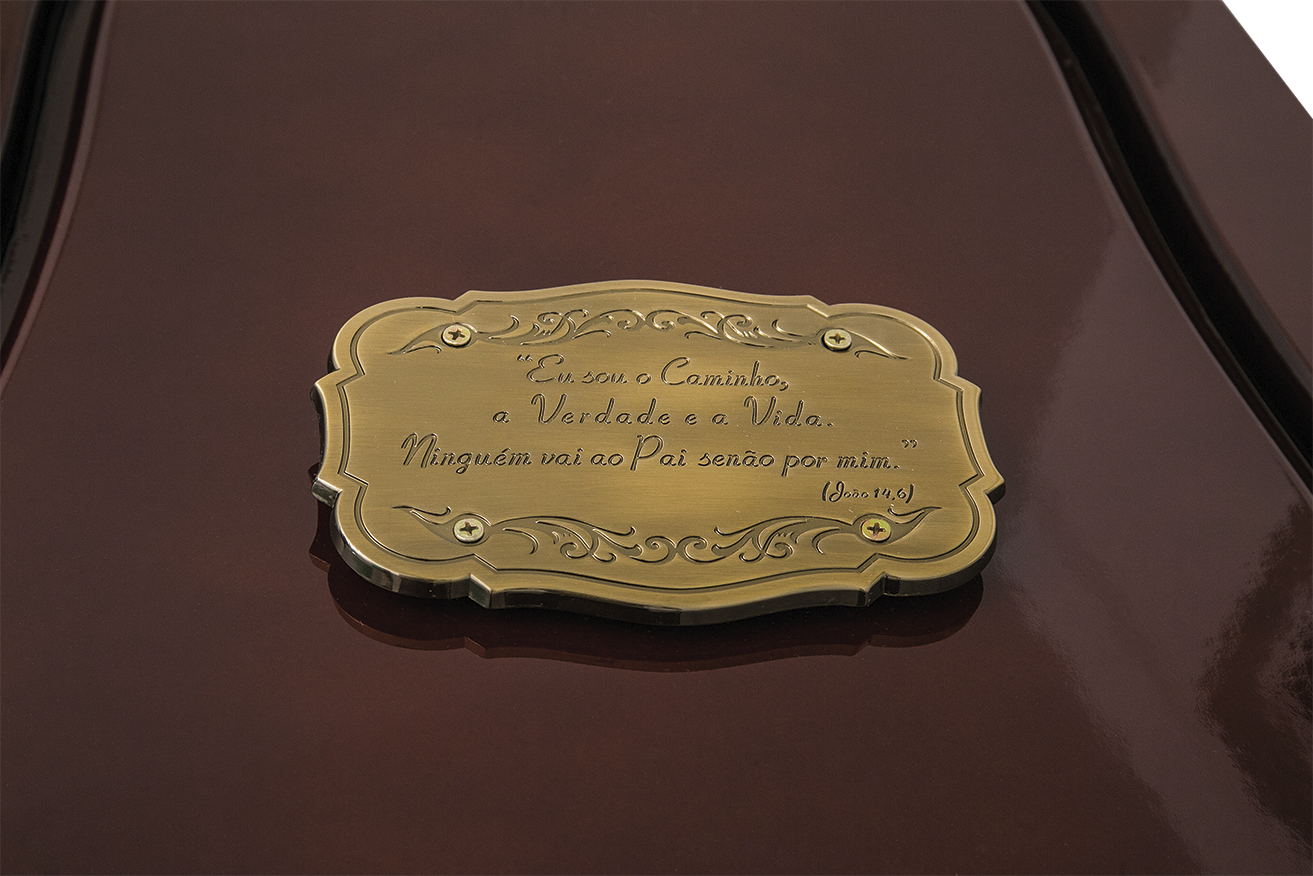 “Eu sou o Caminho,
a Verdade e a Vida.
Ninguém vai ao Pai senão por mim.”
(João 14,6)